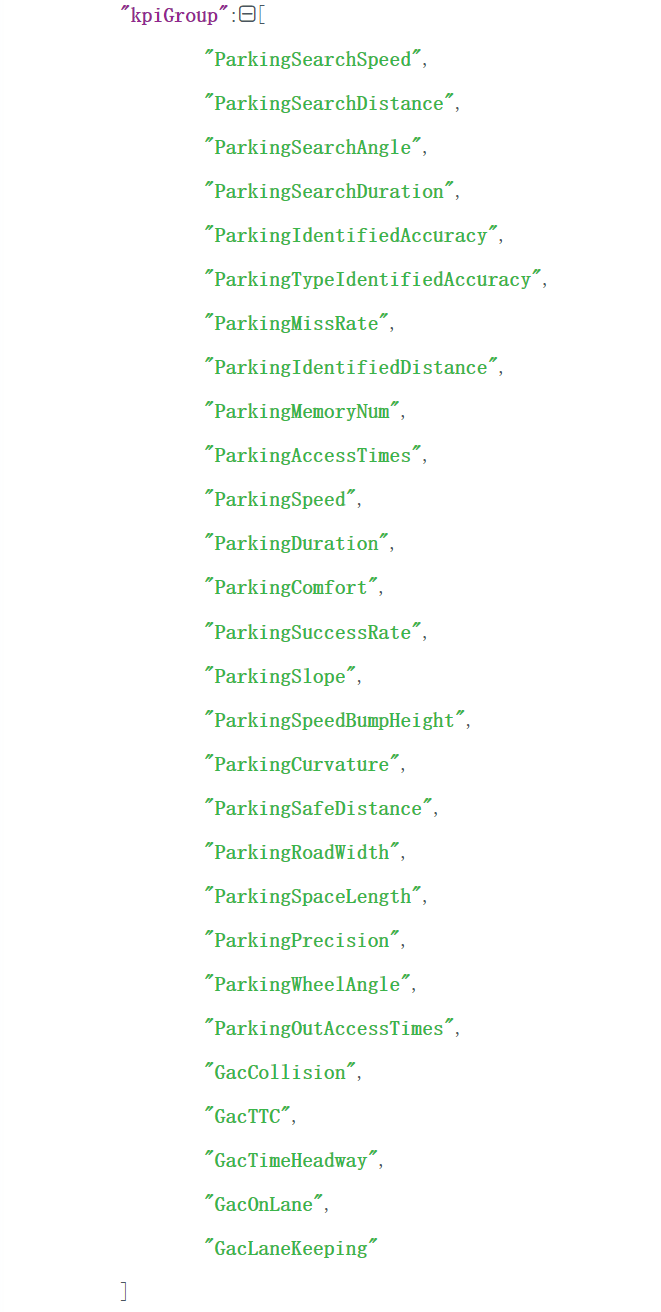 "kpiGroup":[
"ParkingSearchSpeed",
"ParkingSearchDistance",
"ParkingSearchAngle",
"ParkingSearchDuration",
"ParkingIdentifiedAccuracy",
"ParkingTypeIdentifiedAccuracy",
"ParkingMissRate",
"ParkingIdentifiedDistance",
"ParkingMemoryNum",
"ParkingAccessTimes",
"ParkingSpeed",
"ParkingDuration",
"ParkingComfort",
"ParkingSuccessRate",
"ParkingSlope",
"ParkingSpeedBumpHeight",
"ParkingCurvature",
"ParkingSafeDistance",
"ParkingRoadWidth",
"ParkingSpaceLength",
"ParkingPrecision",
"ParkingWheelAngle",
"ParkingOutAccessTimes",
"GacCollision",
"GacTTC",
"GacTimeHeadway",
"GacOnLane",
"GacLaneKeeping"
]